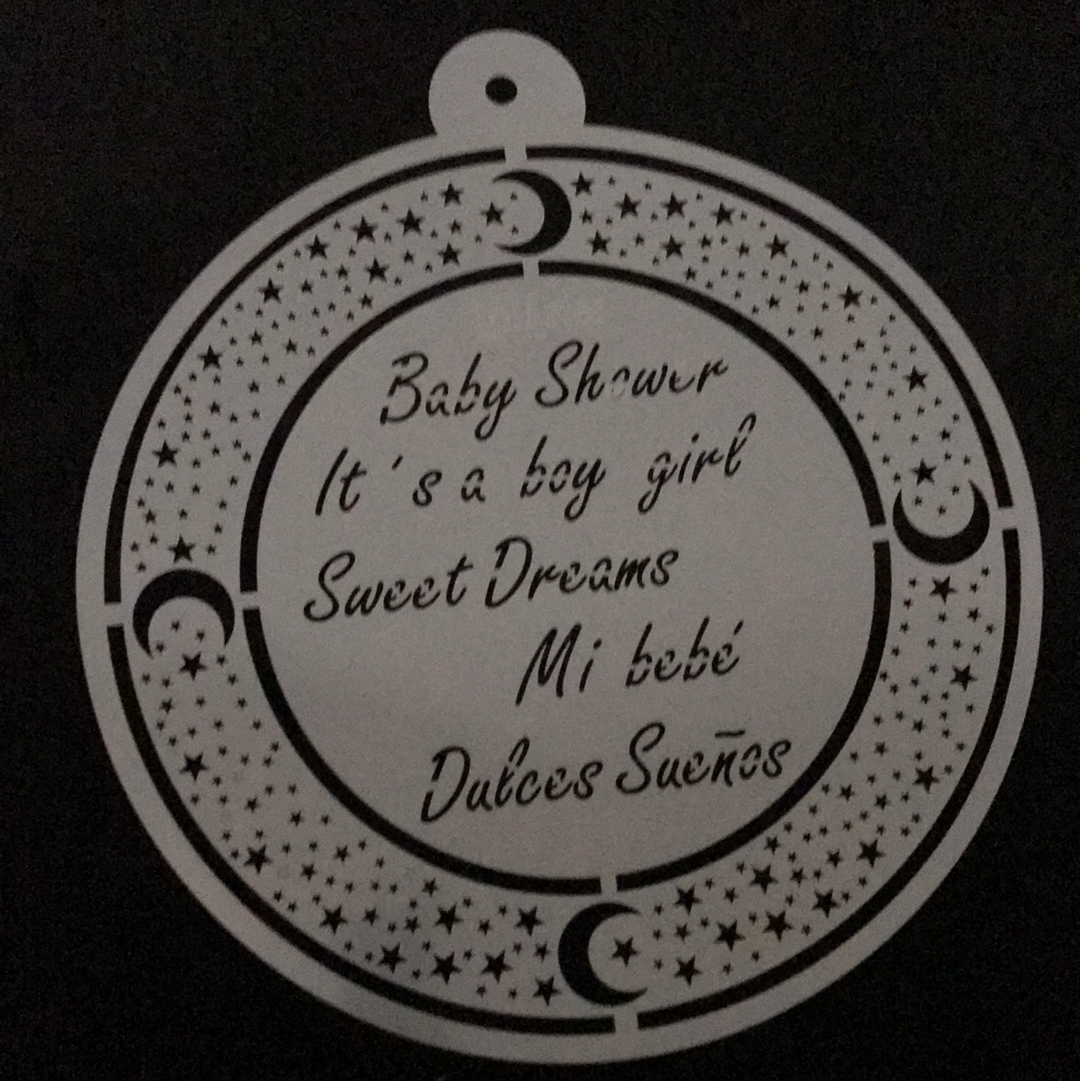 Baby Shower
It´s a boy girl
Sweet Dreams
Mi bebé
Dulces Sueños